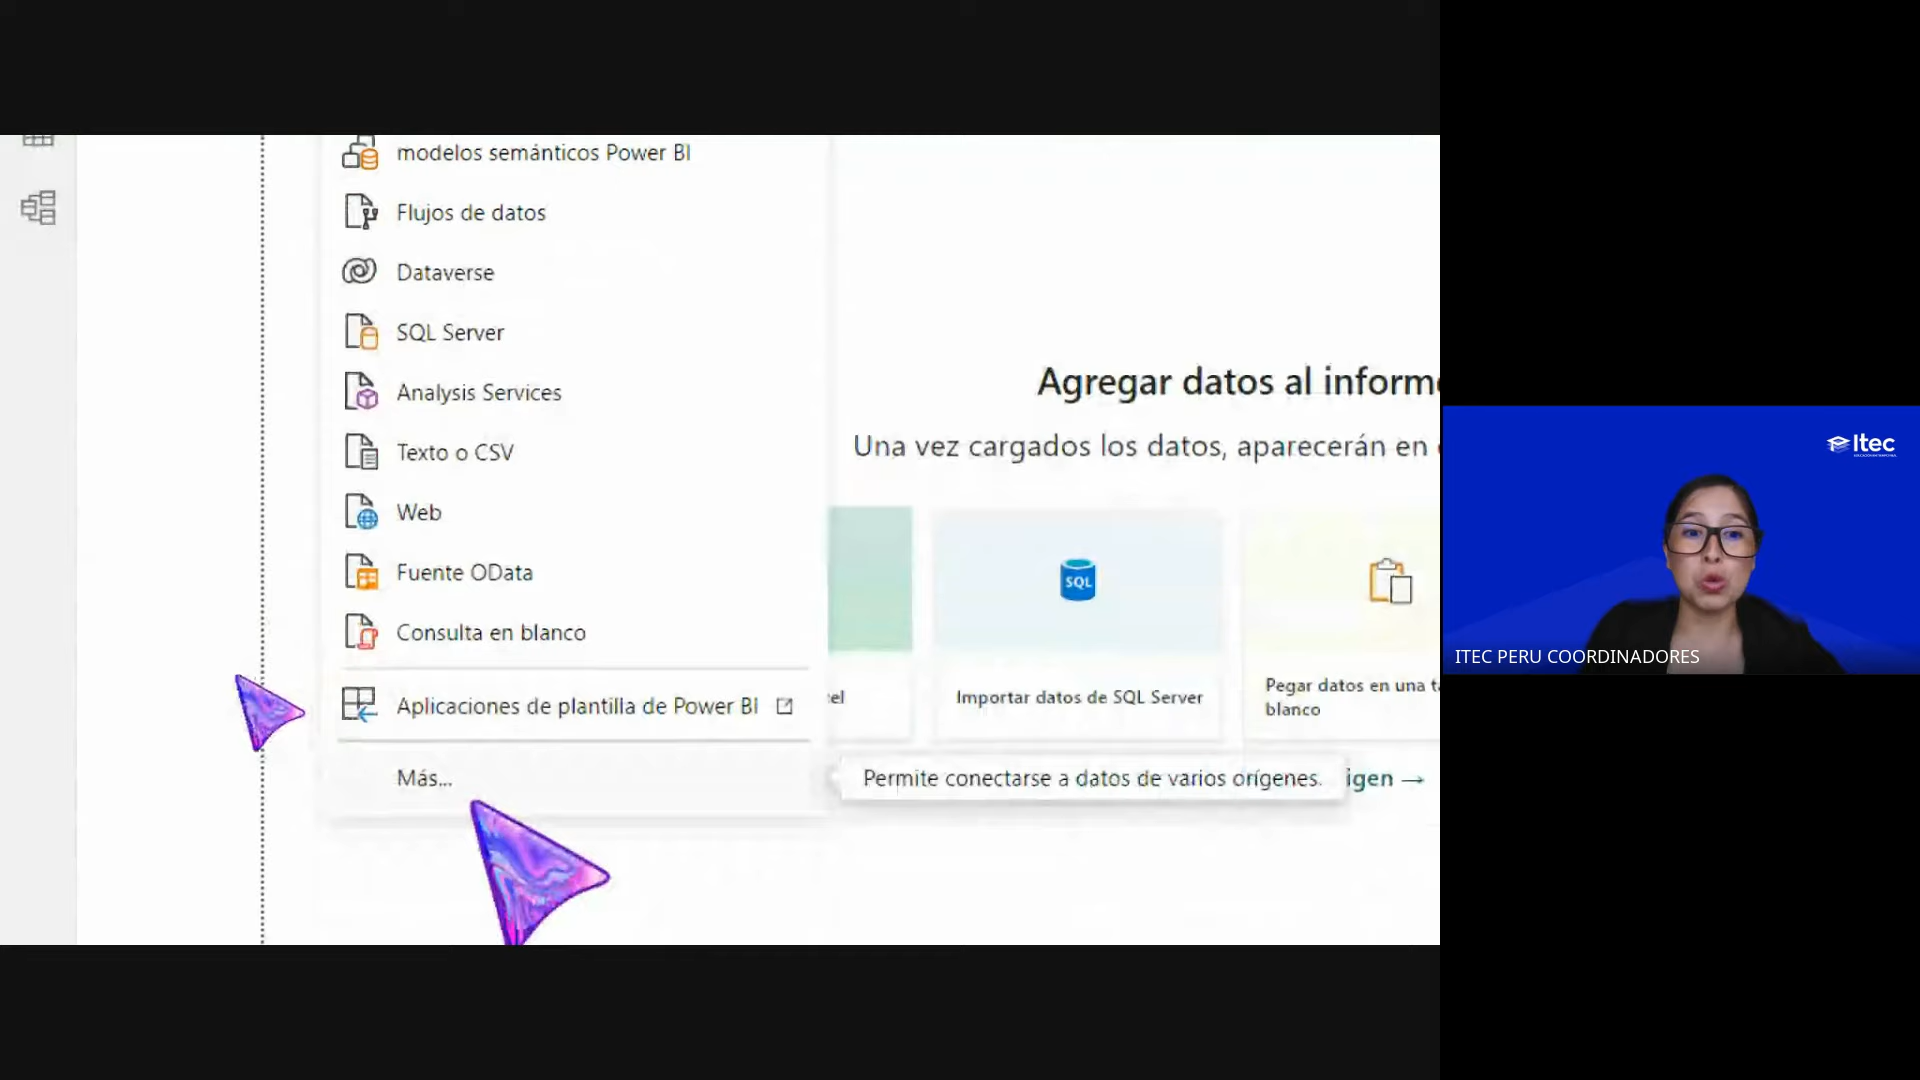 modelos semánticos Power BI
Flujos de datos
Dataverse
SQL Server
Analysis Services
Texto o CSV
Web
Fuente OData
Consulta en blanco
Aplicaciones de plantilla de Power BI
Más...
Agregar datos al informe
Una vez cargados los datos, aparecerán en
SQL
el
Importar datos de SQL Server
Pegar datos en una t
blanco
Permite conectarse a datos de varios orígenes.
igen →
Itec
ITEC PERU COORDINADORES